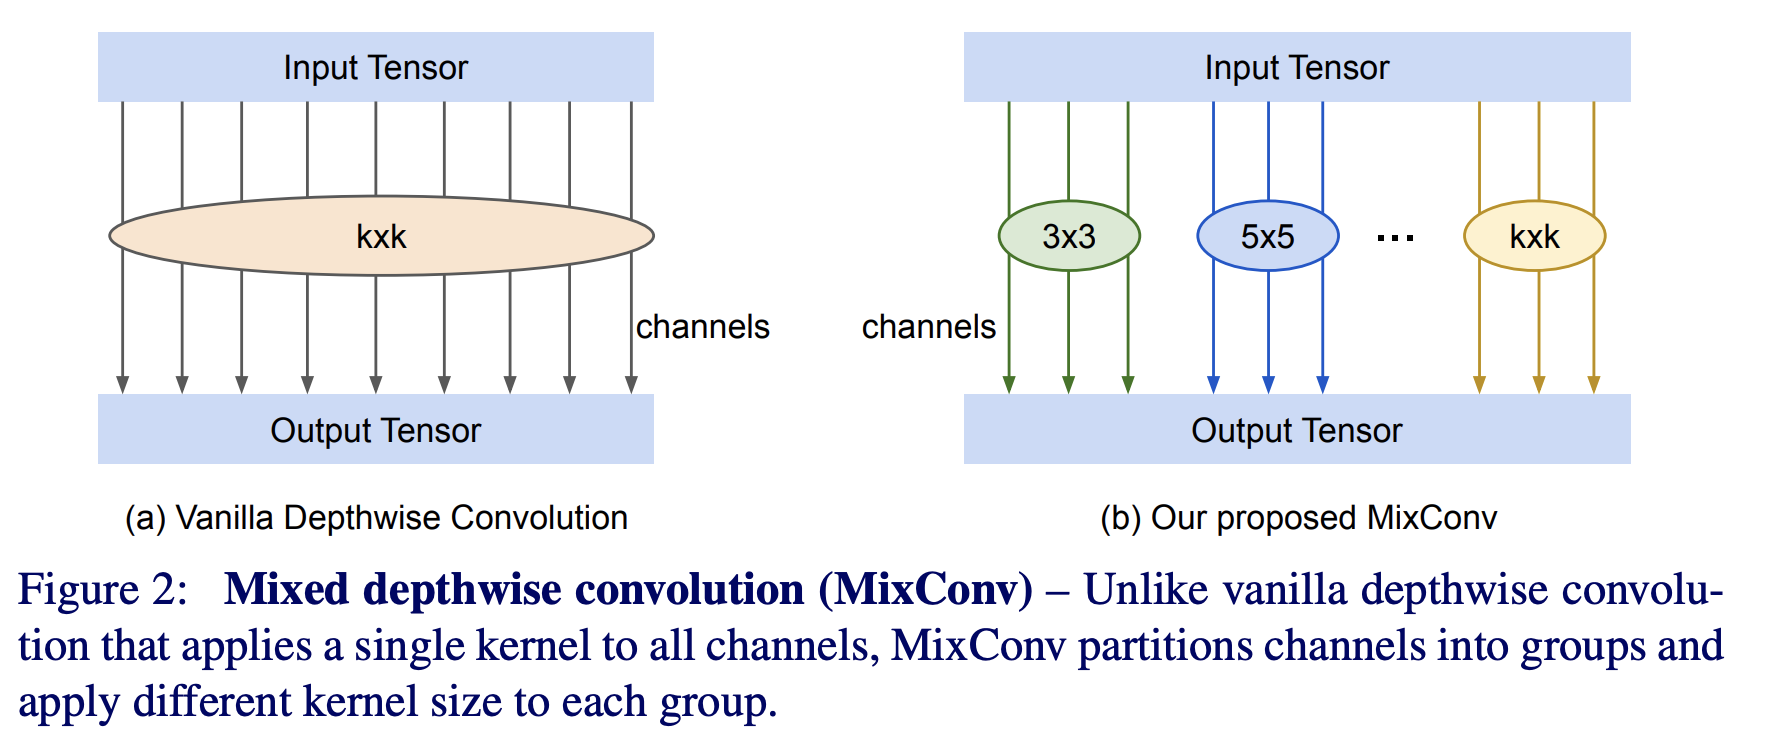 Input Tensor
Input Tensor
kxk
3x3
5x5
...
kxk
channels
channels
Output Tensor
Output Tensor
(a) Vanilla Depthwise Convolution
(b) Our proposed MixConv
Figure 2: Mixed depthwise convolution (MixConv) – Unlike vanilla depthwise convolu-
tion that applies a single kernel to all channels, MixConv partitions channels into groups and
apply different kernel size to each group.